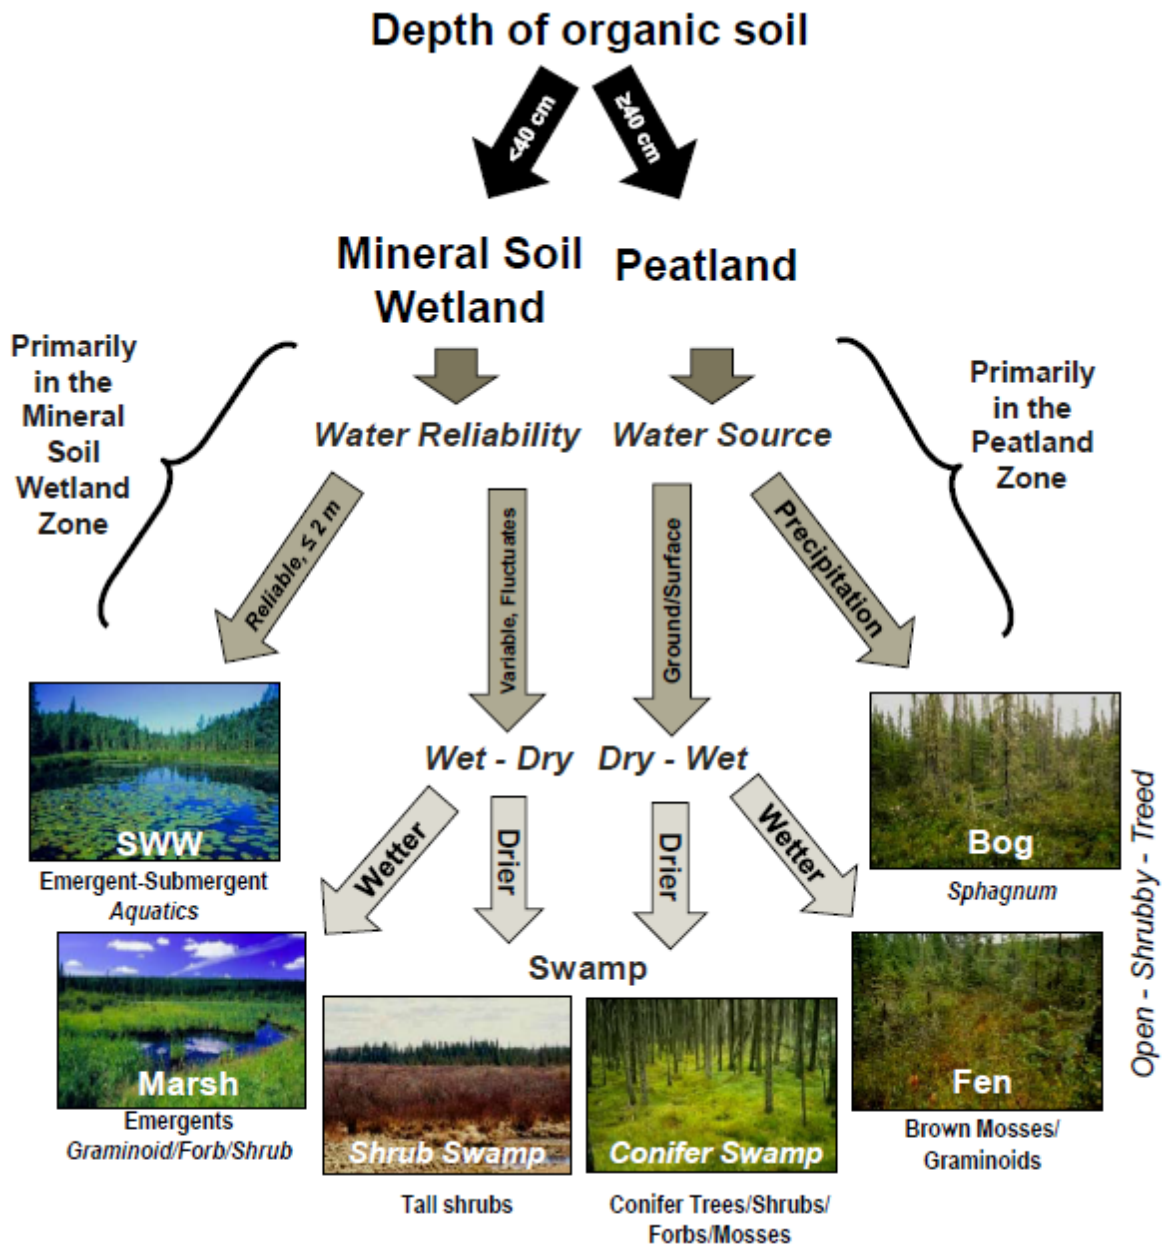 Depth of organic soil
<40 cm
≥40 cm
Mineral Soil
Wetland
Peatland
Primarily
in the
Mineral
Soil
Wetland
Zone
Primarily
in the
Peatland
Zone
Water Reliability
Water Source
Reliable, ≤ 2 m
Variable, Fluctuates
Ground/Surface
Precipitation
Wet - Dry
Dry - Wet
Wetter
Drier
Drier
Wetter
SWW
Emergent-Submergent
Aquatics
Bog
Sphagnum
Open - Shrubby - Treed
Swamp
Marsh
Emergents
Graminoid/Forb/Shrub
Shrub Swamp
Tall shrubs
Conifer Swamp
Conifer Trees/Shrubs/
Forbs/Mosses
Fen
Brown Mosses/
Graminoids